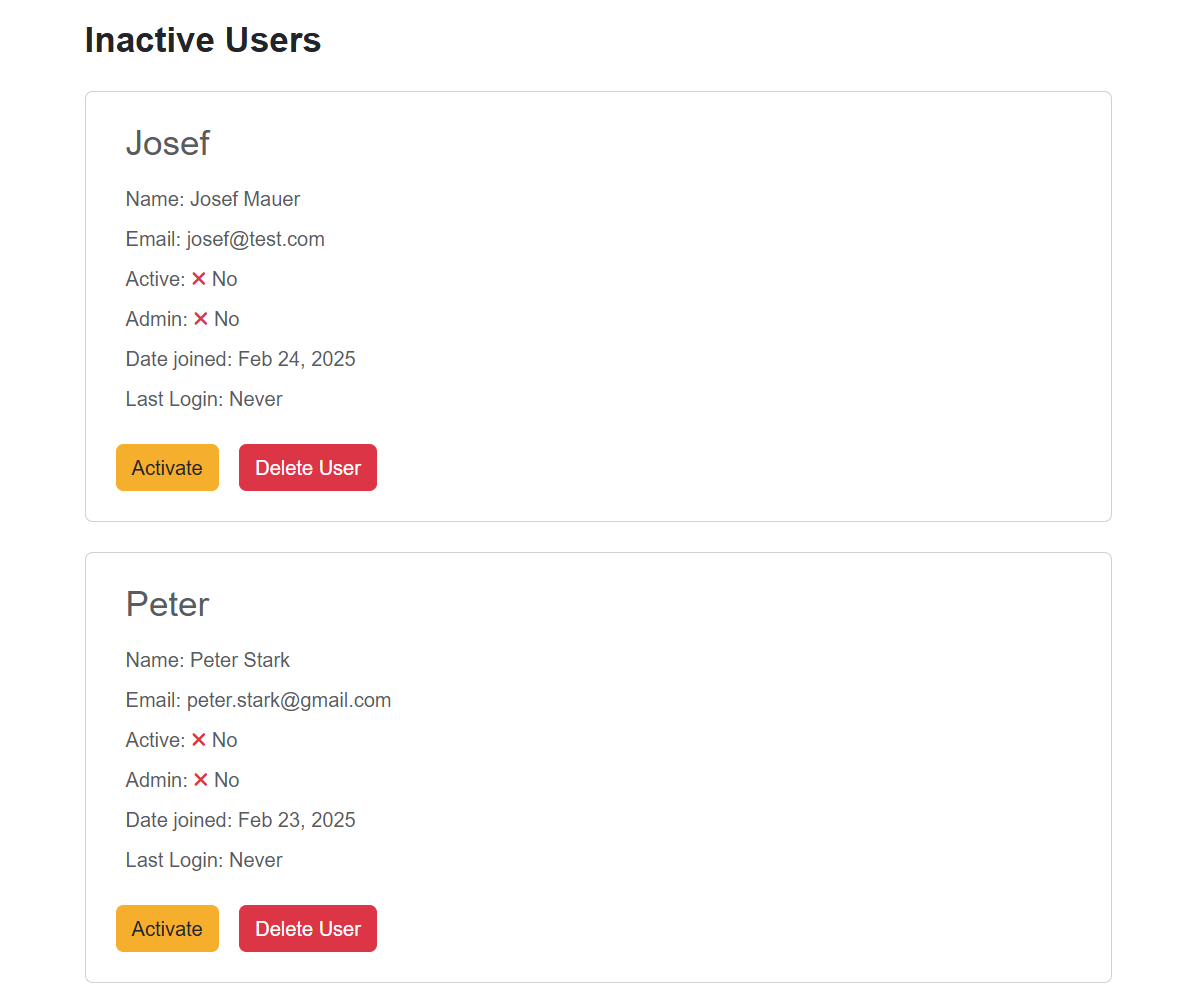 Inactive Users
Josef
Name: Josef Mauer
Email: josef@test.com
Active: ❌ No
Admin: ❌ No
Date joined: Feb 24, 2025
Last Login: Never
Activate Delete User
Peter
Name: Peter Stark
Email: peter.stark@gmail.com
Active: ❌ No
Admin: ❌ No
Date joined: Feb 23, 2025
Last Login: Never
Activate Delete User